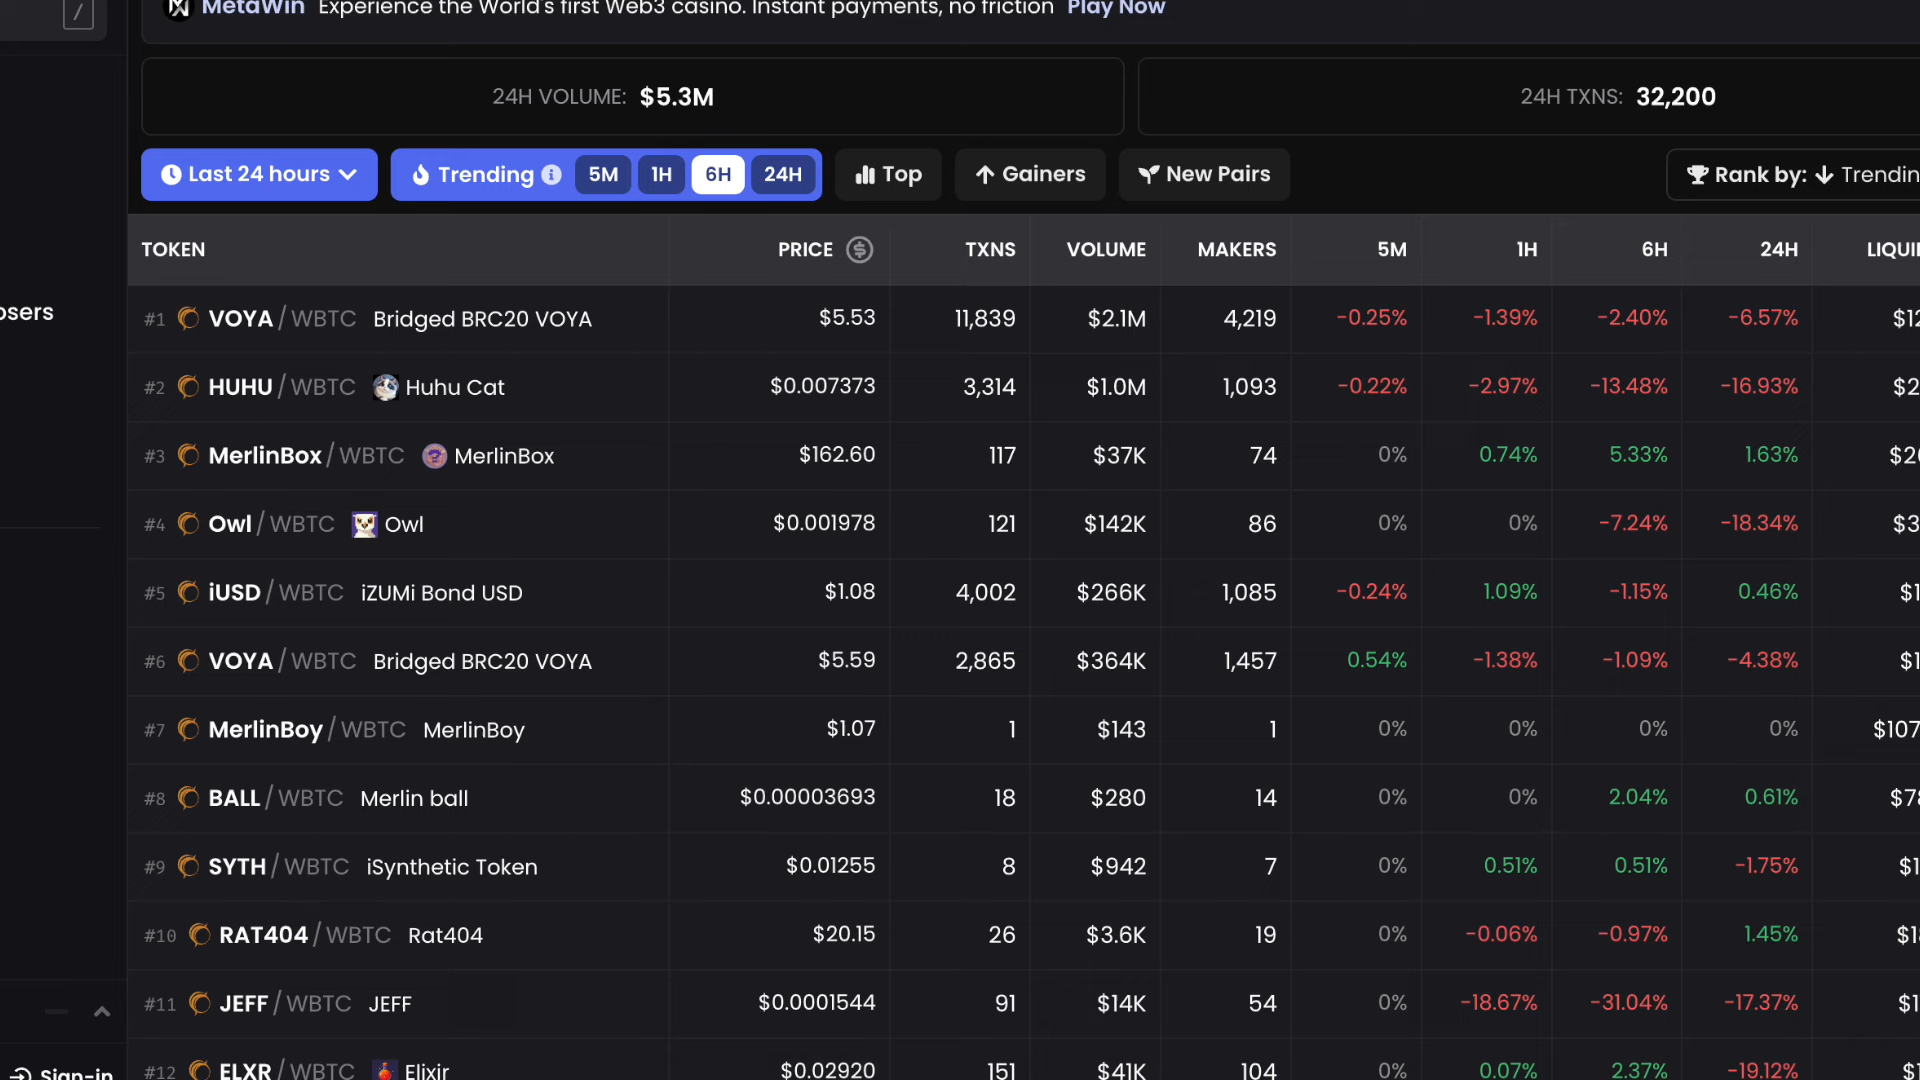 /
MetaWin Experience the World's first Web3 casino. Instant payments, no friction Play Now
24H VOLUME: $5.3M
24H TXNS: 32,200
Last 24 hours Trending 5M 1H 6H 24H Top Gainers New Pairs Rank by: Trendin
TOKEN PRICE TXNS VOLUME MAKERS 5M 1H 6H 24H LIQUI
osers
#1 VOYA/WBTC Bridged BRC20 VOYA $5.53 11,839 $2.1M 4,219 -0.25% -1.39% -2.40% -6.57% $12
#2 HUHU/WBTC Huhu Cat $0.007373 3,314 $1.0M 1,093 -0.22% -2.97% -13.48% -16.93% $2
#3 MerlinBox/WBTC MerlinBox $162.60 117 $37K 74 0% 0.74% 5.33% 1.63% $20
#4 Owl/WBTC Owl $0.001978 121 $142K 86 0% 0% -7.24% -18.34% $3
#5 iUSD/WBTC iZUMi Bond USD $1.08 4,002 $266K 1,085 -0.24% 1.09% -1.15% 0.46% $1
#6 VOYA/WBTC Bridged BRC20 VOYA $5.59 2,865 $364K 1,457 0.54% -1.38% -1.09% -4.38% $1
#7 MerlinBoy/WBTC MerlinBoy $1.07 1 $143 1 0% 0% 0% 0% $107
#8 BALL/WBTC Merlin ball $0.00003693 18 $280 14 0% 0% 2.04% 0.61% $78
#9 SYTH/WBTC iSynthetic Token $0.01255 8 $942 7 0% 0.51% 0.51% -1.75% $1
#10 RAT404/WBTC Rat404 $20.15 26 $3.6K 19 0% -0.06% -0.97% 1.45% $18
#11 JEFF/WBTC JEFF $0.0001544 91 $14K 54 0% -18.67% -31.04% -17.37% $1
#12 ELXR/WBTC Elixir $0.02920 151 $41K 104 0% 0.07% 2.37% -19.12% $1
Sign-in